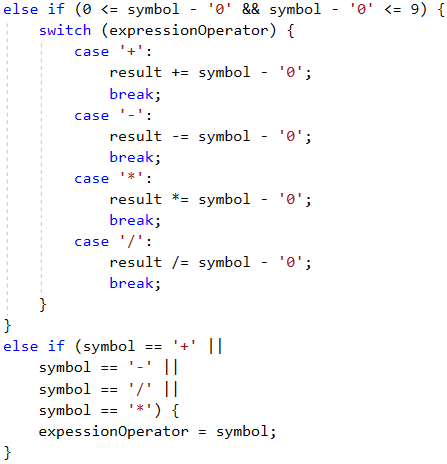 else if (0 <= symbol - '0' && symbol - '0' <= 9) {
    switch (expressionOperator) {
        case '+':
            result += symbol - '0';
            break;
        case '-':
            result -= symbol - '0';
            break;
        case '*':
            result *= symbol - '0';
            break;
        case '/':
            result /= symbol - '0';
            break;
    }
}
else if (symbol == '+' ||
    symbol == '-' ||
    symbol == '/' ||
    symbol == '*') {
    expessionOperator = symbol;
}